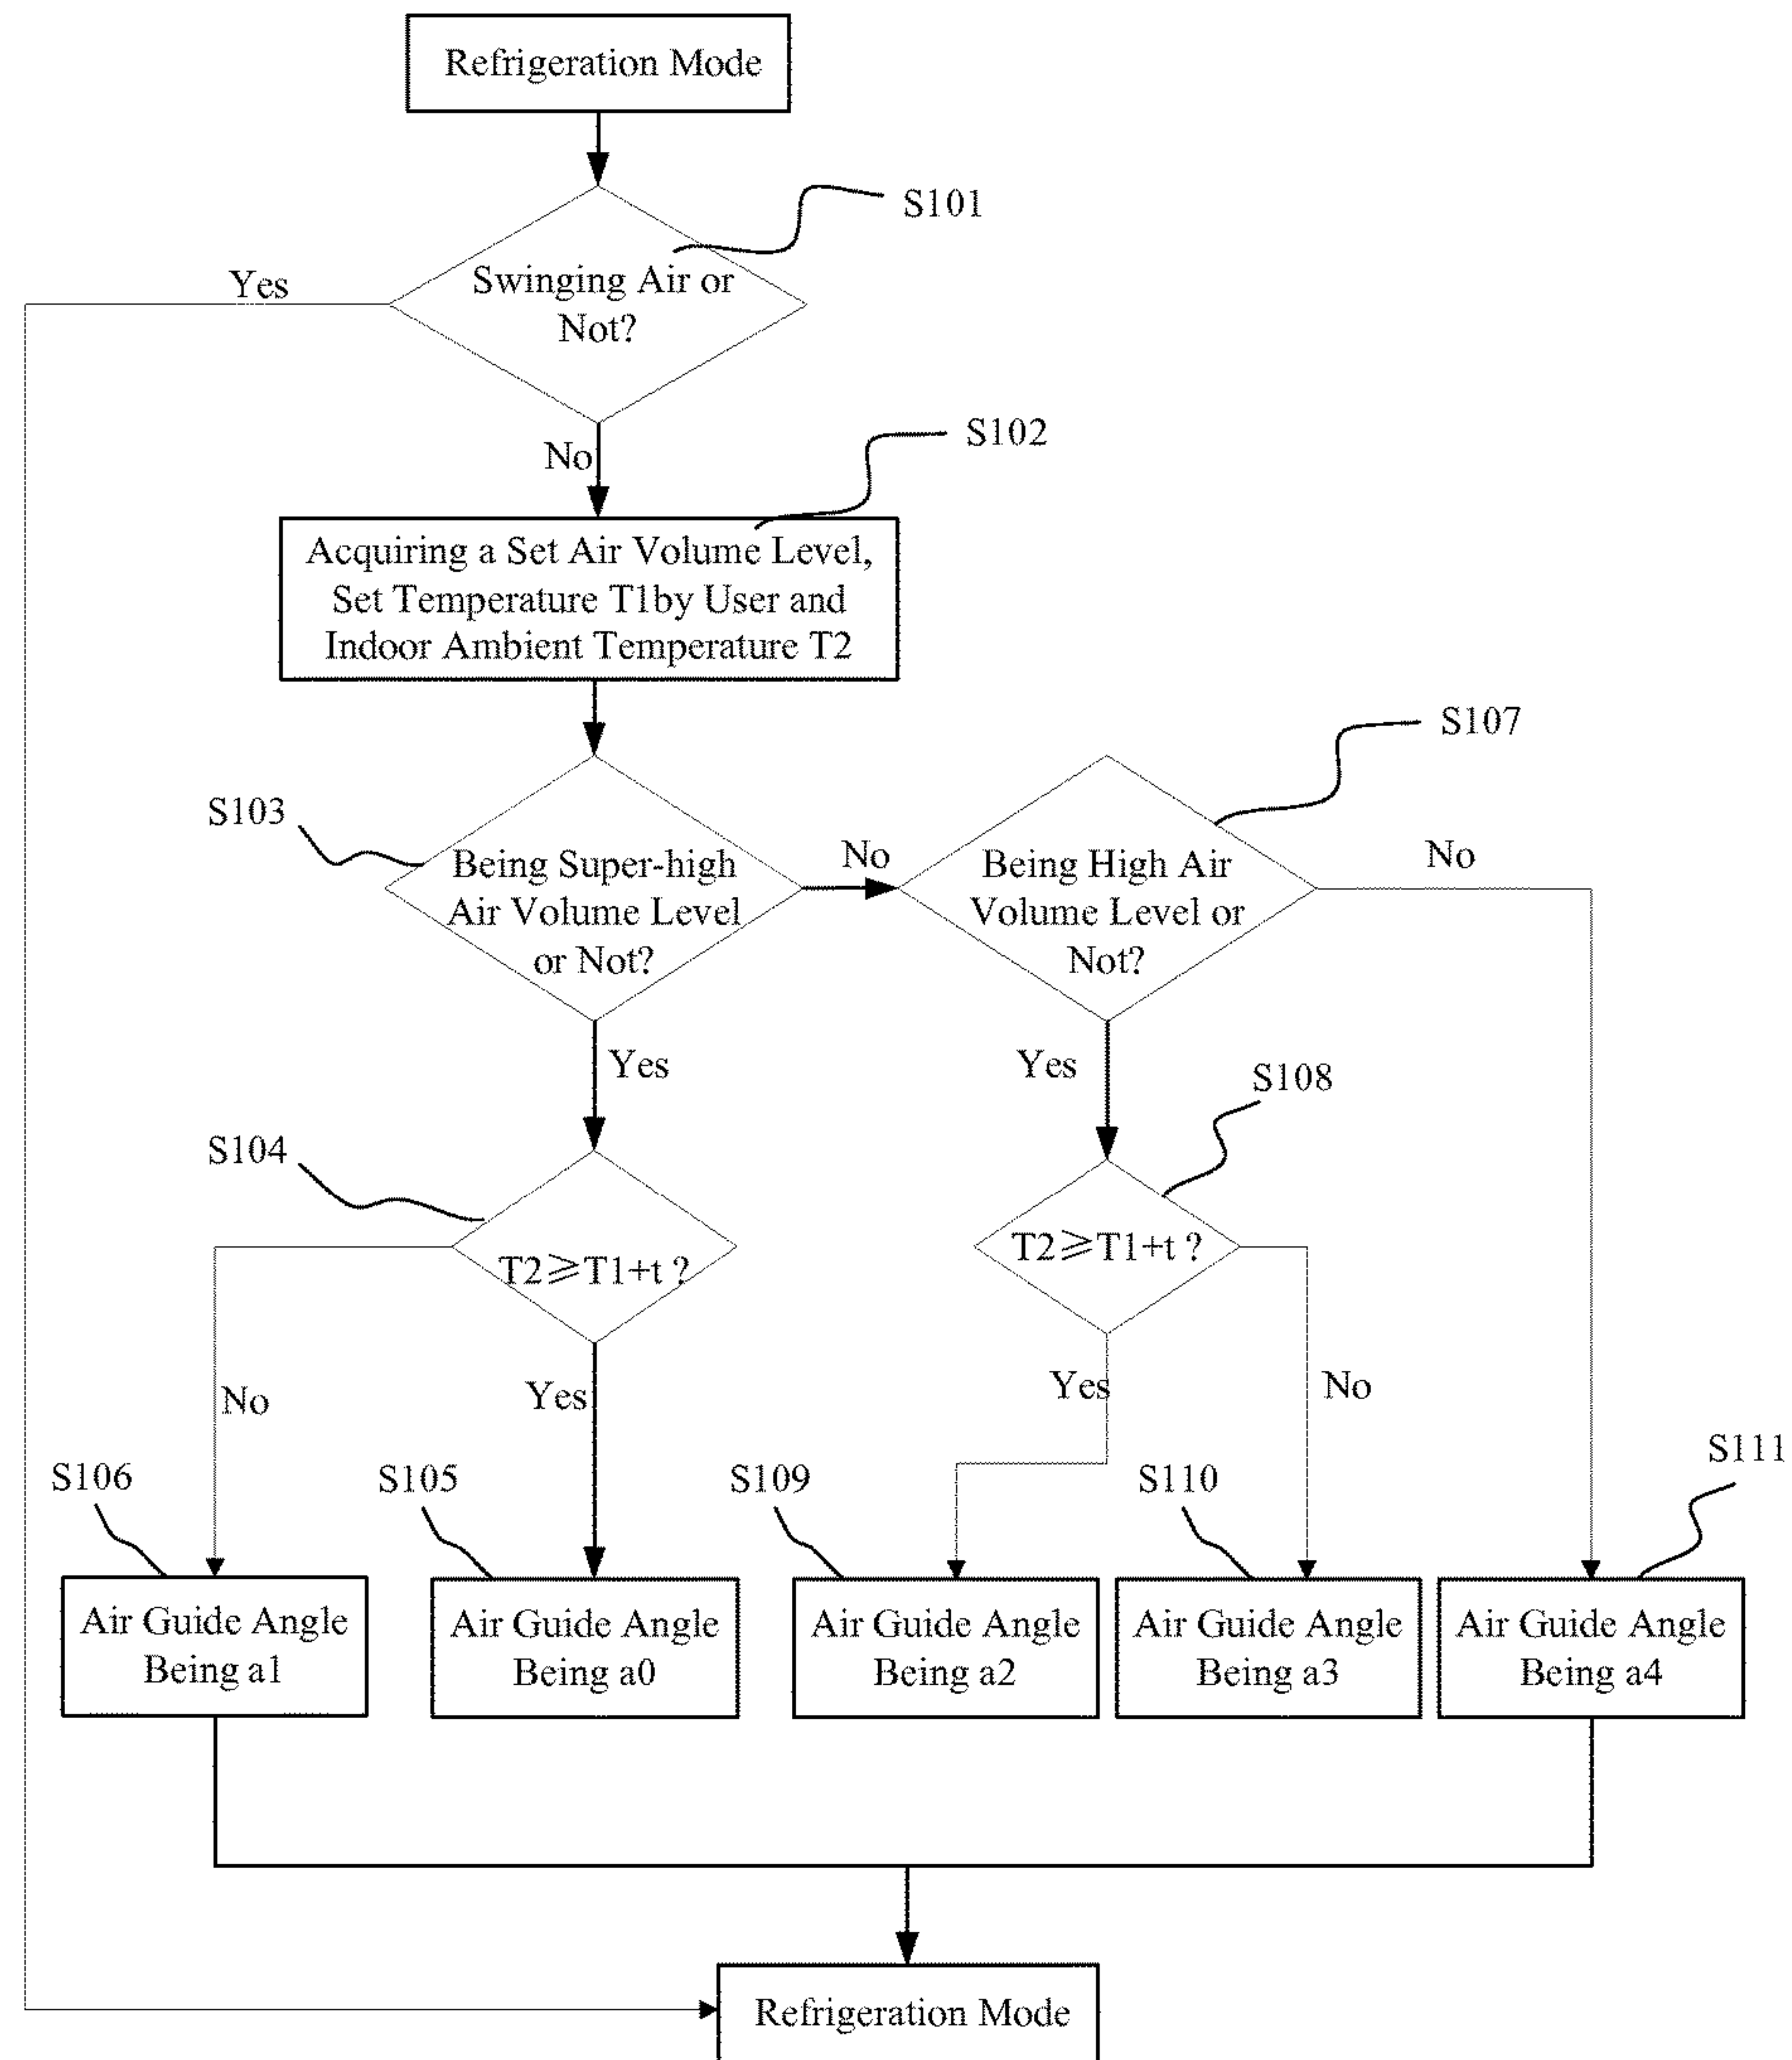 Refrigeration Mode
S101
Yes
Swinging Air or
Not?
No
S102
Acquiring a Set Air Volume Level,
Set Temperature T1by User and
Indoor Ambient Temperature T2
S107
S103
No
No
Being Super-high
Air Volume Level
or Not?
Being High Air
Volume Level or
Not?
Yes
Yes
S108
S104
T2⩾T1+t ?
T2⩾T1+t ?
No
Yes
Yes
No
S106
S105
S109
S110
S111
Air Guide Angle
Being a1
Air Guide Angle
Being a0
Air Guide Angle
Being a2
Air Guide Angle
Being a3
Air Guide Angle
Being a4
Refrigeration Mode